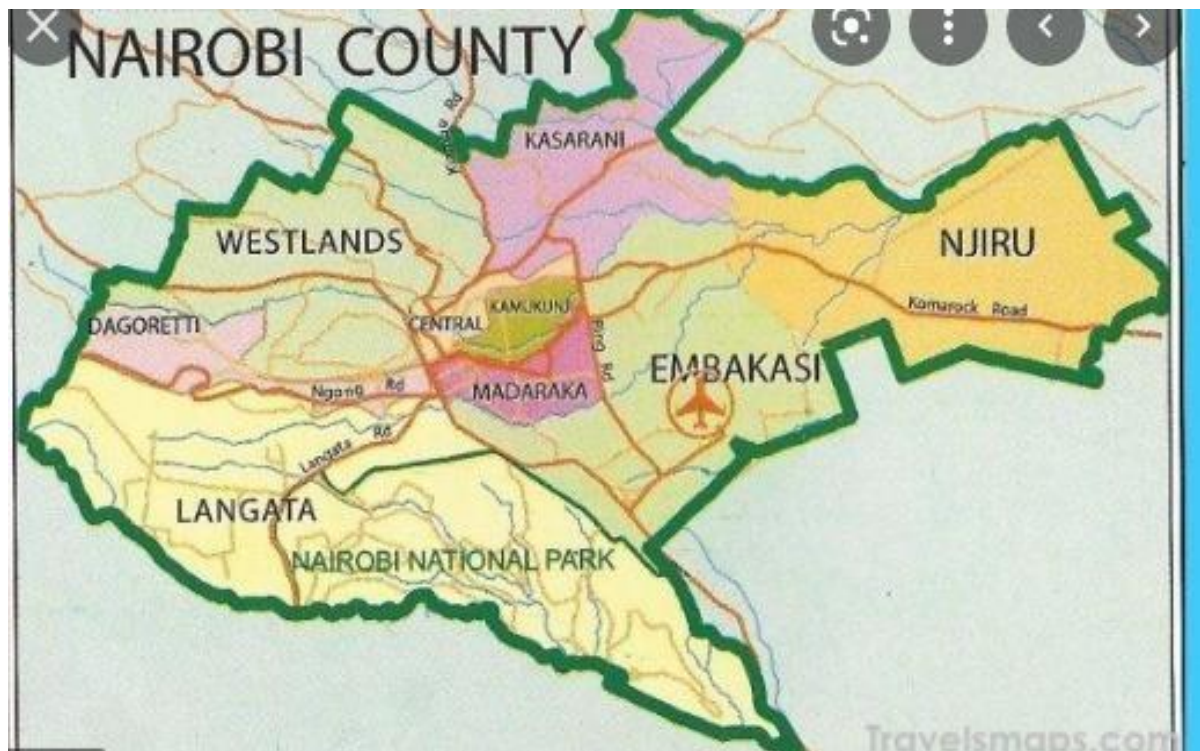 NAIROBI COUNTY
Rd
KASARANI
WESTLANDS
NJIRU
KAMUKUNJI
Komarock Road
DAGORETTI
CENTRAL
Ring Rd
EMBAKASI
MADARAKA
Ngong Rd
Langata Rd
LANGATA
NAIROBI NATIONAL PARK
Travelsmaps.com